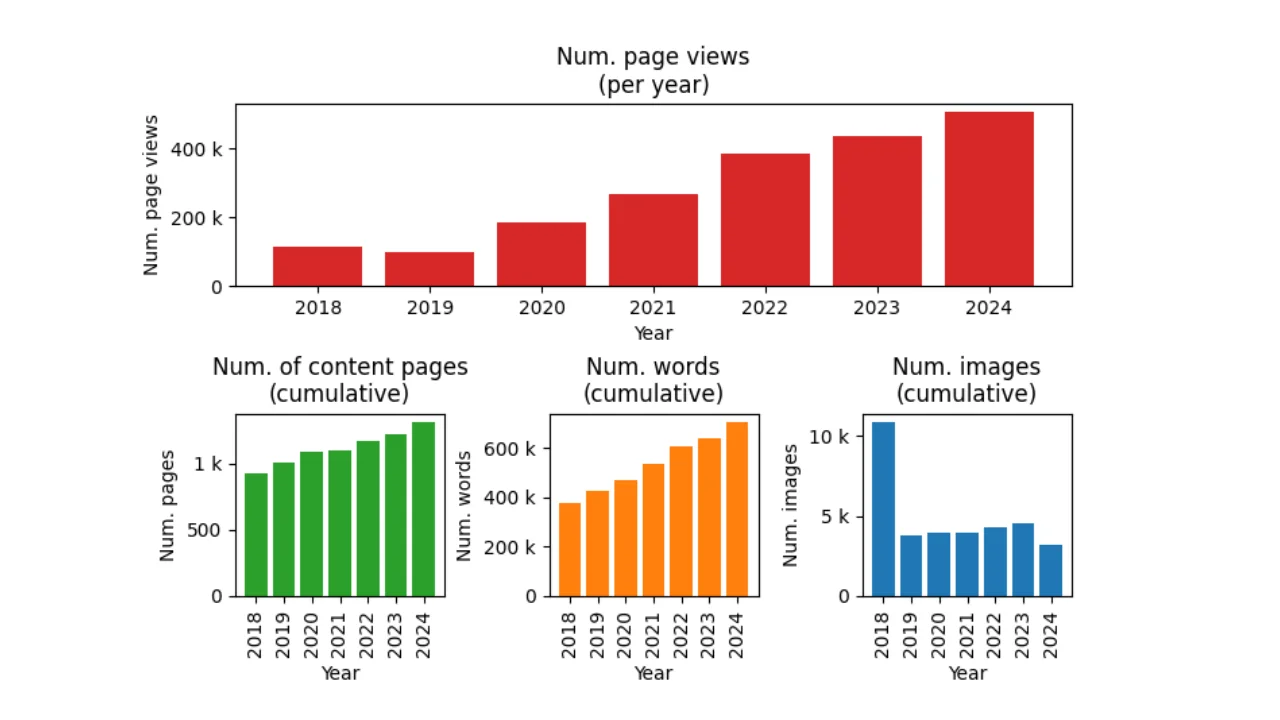 Num. page views
(per year)
Num. page views
400 k
200 k
0
2018 2019 2020 2021 2022 2023 2024
Year
Num. of content pages
(cumulative)
Num. pages
1 k
500
0
2018 2019 2020 2021 2022 2023 2024
Year
Num. words
(cumulative)
Num. words
600 k
400 k
200 k
0
2018 2019 2020 2021 2022 2023 2024
Year
Num. images
(cumulative)
Num. images
10 k
5 k
0
2018 2019 2020 2021 2022 2023 2024
Year